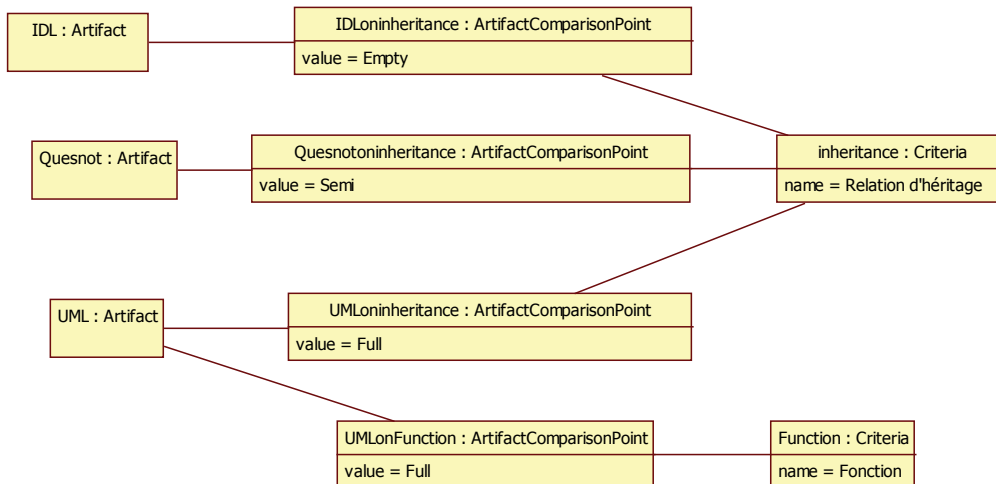 IDL : Artifact
IDLoninheritance : ArtifactComparisonPoint
value = Empty
Quesnot : Artifact
Quesnotoninheritance : ArtifactComparisonPoint
value = Semi
inheritance : Criteria
name = Relation d'héritage
UML : Artifact
UMLoninheritance : ArtifactComparisonPoint
value = Full
UMLonFunction : ArtifactComparisonPoint
value = Full
Function : Criteria
name = Fonction